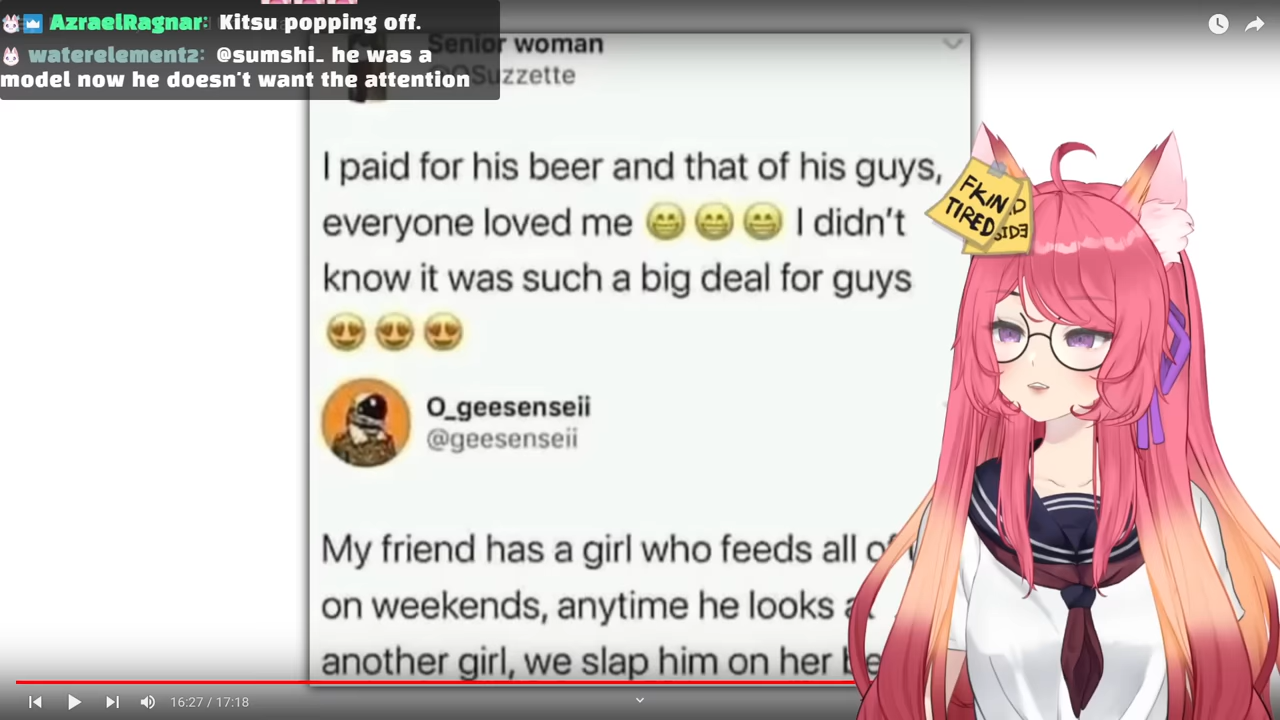 AzraelRagnar: Kitsu popping off.
waterelement2: @sumshi_ he was a
model now he doesn't want the attention
Senior woman
@OSuzzette
I paid for his beer and that of his guys,
everyone loved me 😁😁😁 I didn't
know it was such a big deal for guys
😍😍😍
FKIN
TIRED
O_geesenseii
@geesenseii
My friend has a girl who feeds all of
on weekends, anytime he looks
another girl, we slap him on her
16:27 / 17:18